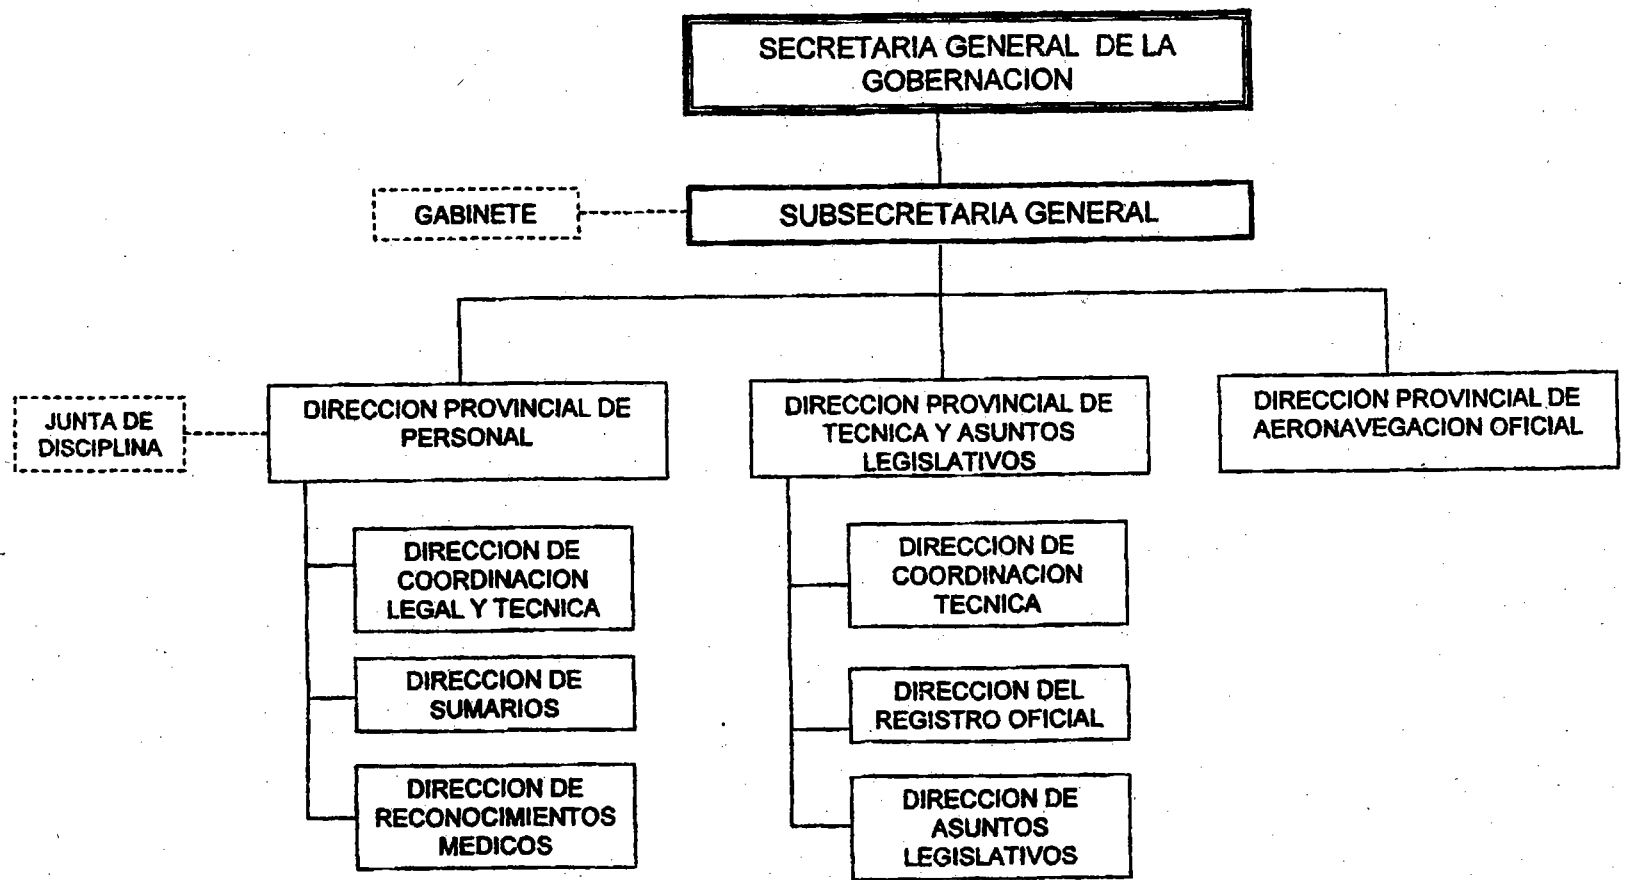 SECRETARIA GENERAL DE LA
GOBERNACION
GABINETE
SUBSECRETARIA GENERAL
JUNTA DE
DISCIPLINA
DIRECCION PROVINCIAL DE
PERSONAL
DIRECCION PROVINCIAL DE
TECNICA Y ASUNTOS
LEGISLATIVOS
DIRECCION PROVINCIAL DE
AERONAVEGACION OFICIAL
DIRECCION DE
COORDINACION
LEGAL Y TECNICA
DIRECCION DE
SUMARIOS
DIRECCION DE
RECONOCIMIENTOS
MEDICOS
DIRECCION DE
COORDINACION
TECNICA
DIRECCION DEL
REGISTRO OFICIAL
DIRECCION DE
ASUNTOS
LEGISLATIVOS